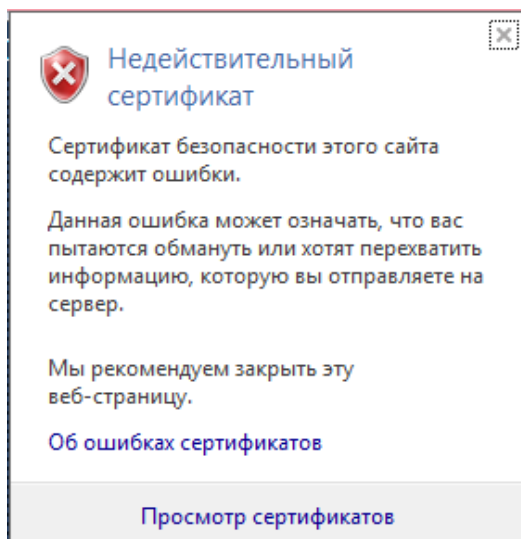 Недействительный
сертификат
Сертификат безопасности этого сайта
содержит ошибки.
Данная ошибка может означать, что вас
пытаются обмануть или хотят перехватить
информацию, которую вы отправляете на
сервер.
Мы рекомендуем закрыть эту
веб-страницу.
Об ошибках сертификатов
Просмотр сертификатов